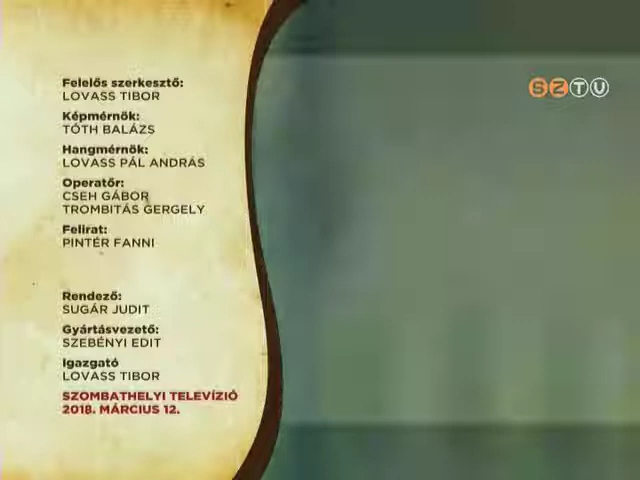 Felelős szerkesztő:
LOVASS TIBOR
Képmérnök:
TÓTH BALÁZS
Hangmérnök:
LOVASS PÁL ANDRÁS
Operatőr:
CSEH GÁBOR
TROMBITÁS GERGELY
Felirat:
PINTÉR FANNI
Rendező:
SUGÁR JUDIT
Gyártásvezető:
SZEBÉNYI EDIT
Igazgató
LOVASS TIBOR
SZOMBATHELYI TELEVÍZIÓ
2018. MÁRCIUS 12.
SZTV